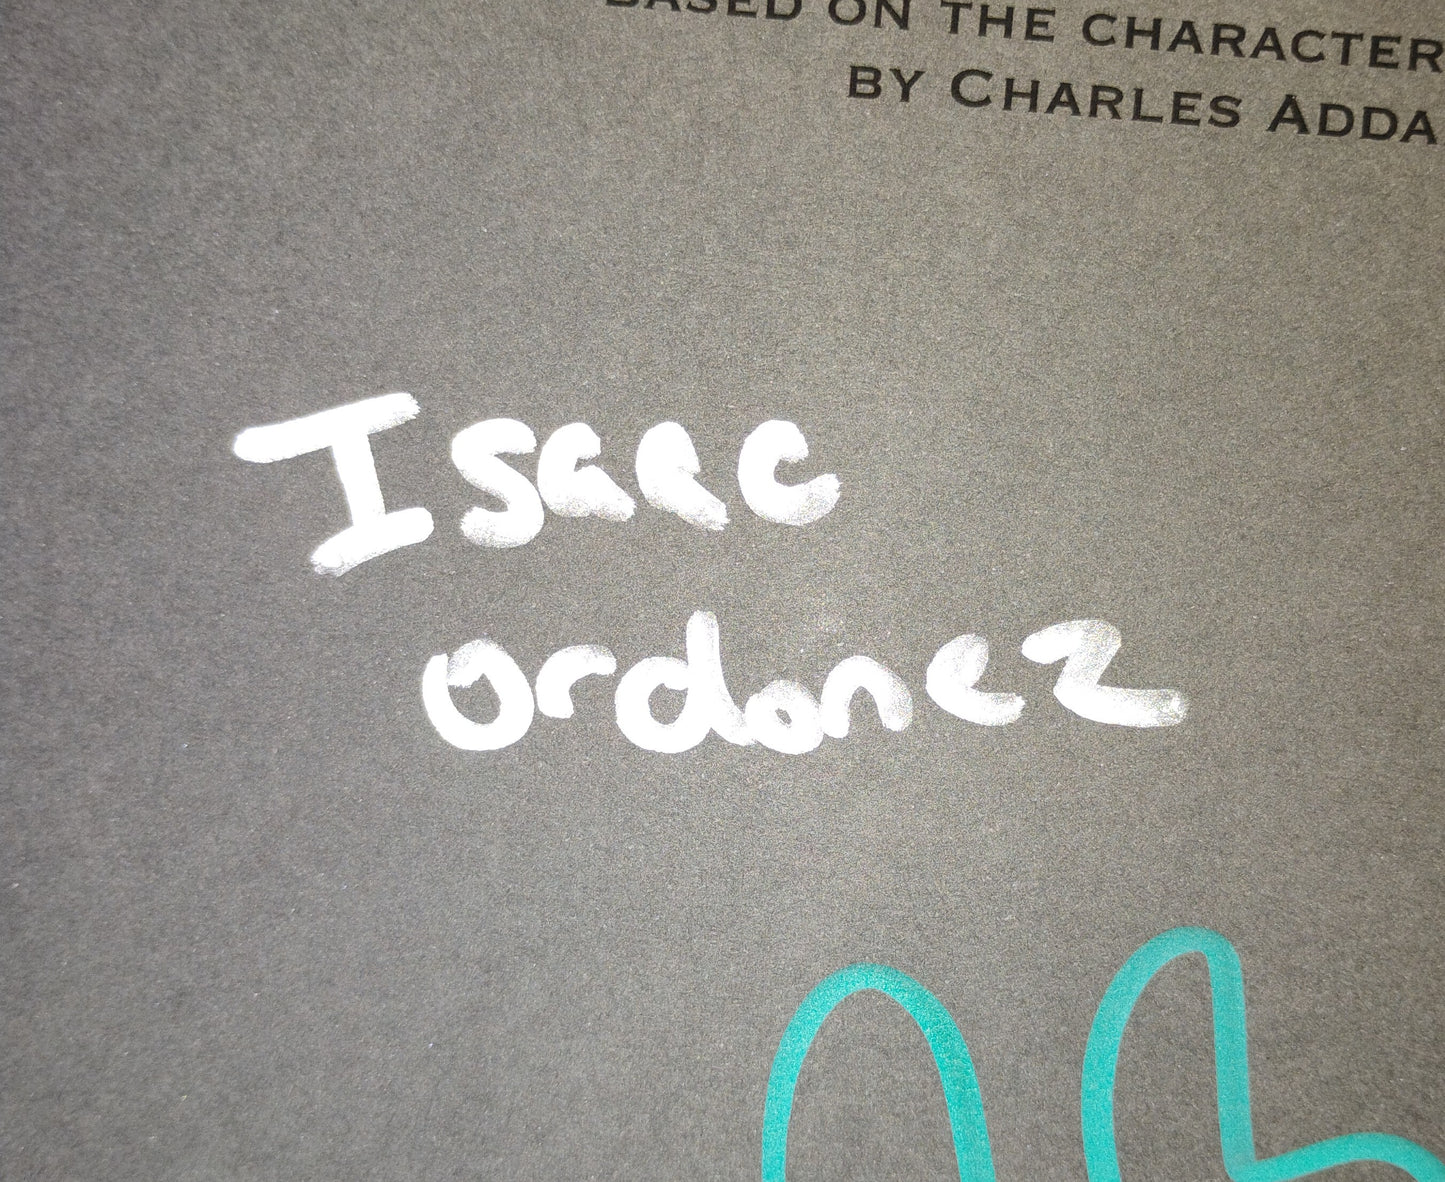 BASED ON THE CHARACTER
BY CHARLES ADDA
Isaac
Ordonez